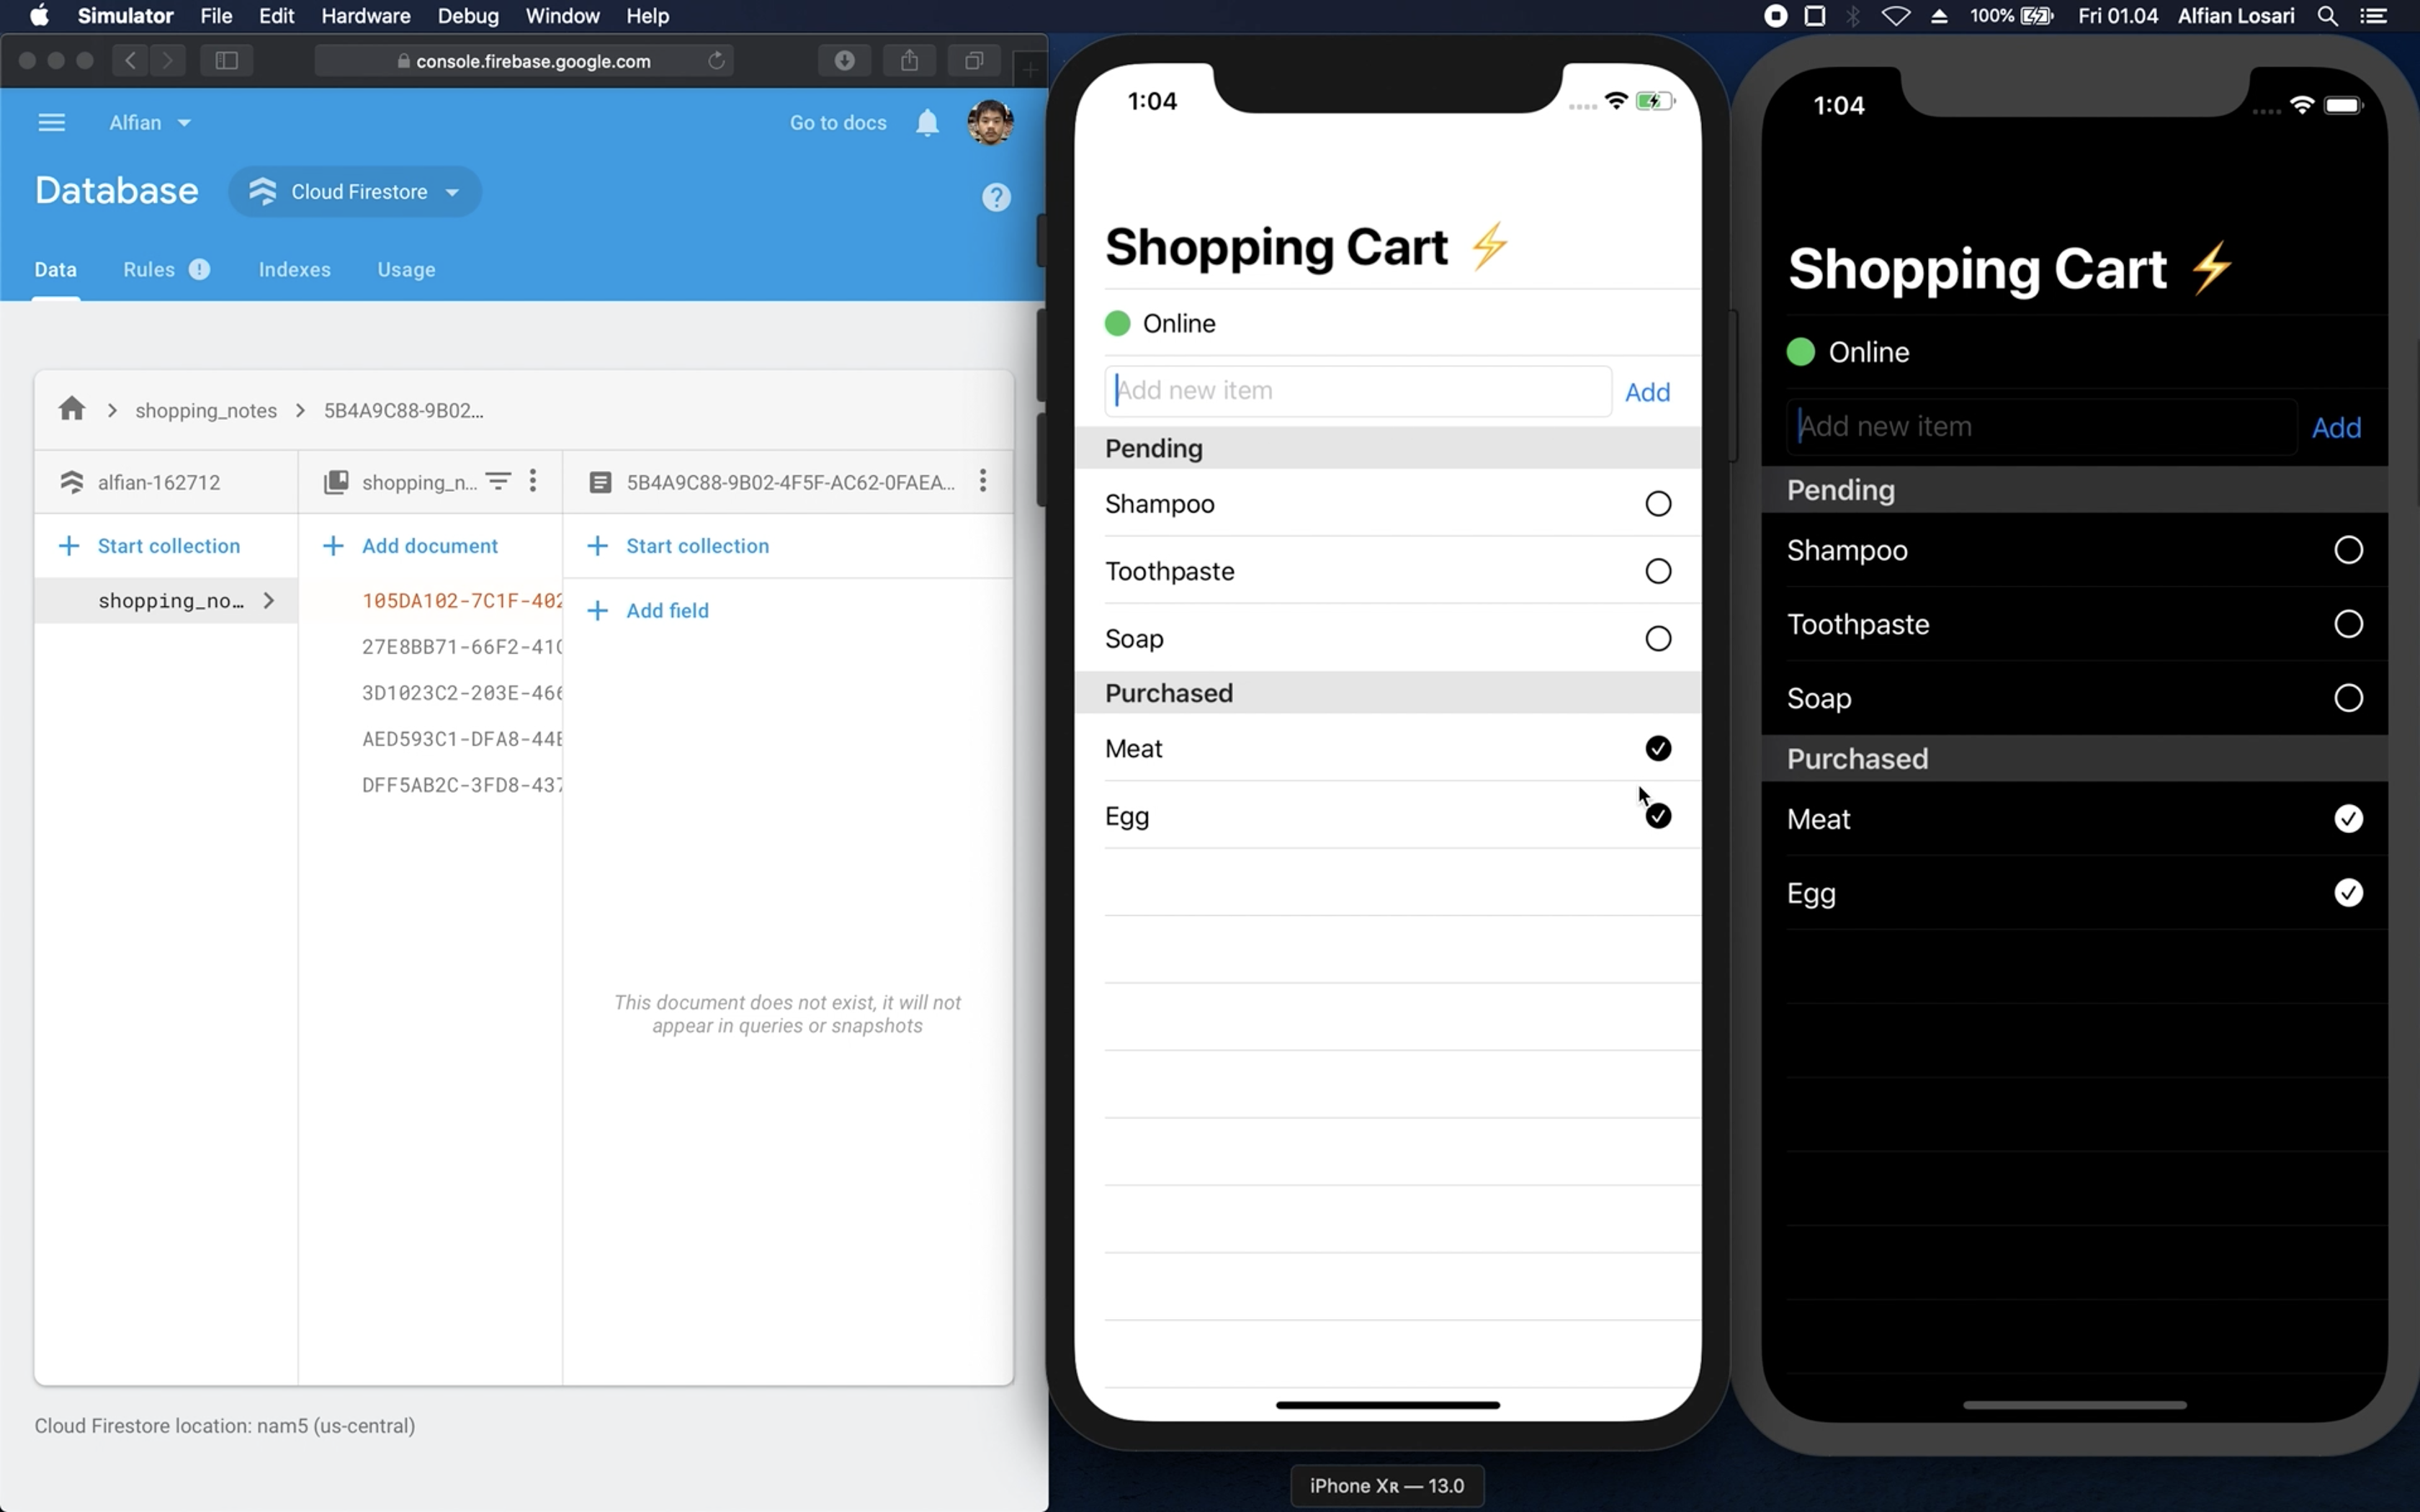 Simulator File Edit Hardware Debug Window Help
100% Fri 01.04 Alfian Losari
console.firebase.google.com
Alfian
Go to docs
Database
Cloud Firestore
Data Rules Indexes Usage
shopping_notes
5B4A9C88-9B02...
alfian-162712
shopping_n...
5B4A9C88-9B02-4F5F-AC62-0FAEA...
Start collection
Add document
Start collection
shopping_no...
105DA102-7C1F-402
27E8BB71-66F2-410
3D1023C2-203E-466
AED593C1-DFA8-44E
DFF5AB2C-3FD8-437
Add field
This document does not exist, it will not
appear in queries or snapshots
Cloud Firestore location: nam5 (us-central)
1:04
Shopping Cart ⚡
Online
Add new item
Add
Pending
Shampoo
Toothpaste
Soap
Purchased
Meat
Egg
iPhone XR — 13.0
1:04
Shopping Cart ⚡
Online
Add new item
Add
Pending
Shampoo
Toothpaste
Soap
Purchased
Meat
Egg